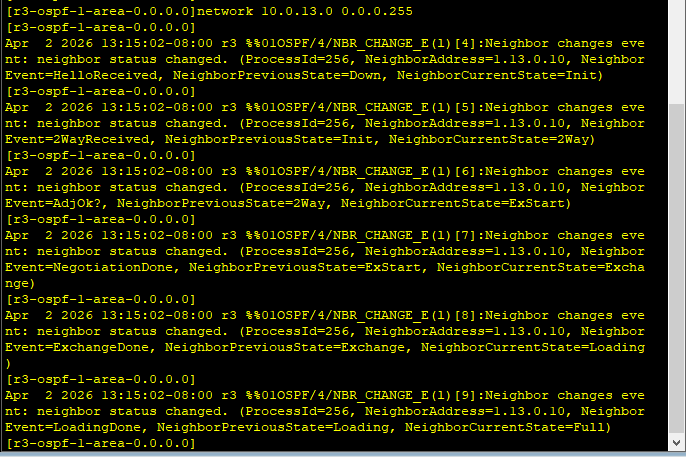 [r3-ospf-1-area-0.0.0.0]network 10.0.13.0 0.0.0.255
[r3-ospf-1-area-0.0.0.0]
Apr  2 2026 13:15:02-08:00 r3 %%01OSPF/4/NBR_CHANGE_E(l)[4]:Neighbor changes eve
nt: neighbor status changed. (ProcessId=256, NeighborAddress=1.13.0.10, Neighbor
Event=HelloReceived, NeighborPreviousState=Down, NeighborCurrentState=Init)
[r3-ospf-1-area-0.0.0.0]
Apr  2 2026 13:15:02-08:00 r3 %%01OSPF/4/NBR_CHANGE_E(l)[5]:Neighbor changes eve
nt: neighbor status changed. (ProcessId=256, NeighborAddress=1.13.0.10, Neighbor
Event=2WayReceived, NeighborPreviousState=Init, NeighborCurrentState=2Way)
[r3-ospf-1-area-0.0.0.0]
Apr  2 2026 13:15:02-08:00 r3 %%01OSPF/4/NBR_CHANGE_E(l)[6]:Neighbor changes eve
nt: neighbor status changed. (ProcessId=256, NeighborAddress=1.13.0.10, Neighbor
Event=AdjOk?, NeighborPreviousState=2Way, NeighborCurrentState=ExStart)
[r3-ospf-1-area-0.0.0.0]
Apr  2 2026 13:15:02-08:00 r3 %%01OSPF/4/NBR_CHANGE_E(l)[7]:Neighbor changes eve
nt: neighbor status changed. (ProcessId=256, NeighborAddress=1.13.0.10, Neighbor
Event=NegotiationDone, NeighborPreviousState=ExStart, NeighborCurrentState=Excha
nge)
[r3-ospf-1-area-0.0.0.0]
Apr  2 2026 13:15:02-08:00 r3 %%01OSPF/4/NBR_CHANGE_E(l)[8]:Neighbor changes eve
nt: neighbor status changed. (ProcessId=256, NeighborAddress=1.13.0.10, Neighbor
Event=ExchangeDone, NeighborPreviousState=Exchange, NeighborCurrentState=Loading
)
[r3-ospf-1-area-0.0.0.0]
Apr  2 2026 13:15:02-08:00 r3 %%01OSPF/4/NBR_CHANGE_E(l)[9]:Neighbor changes eve
nt: neighbor status changed. (ProcessId=256, NeighborAddress=1.13.0.10, Neighbor
Event=LoadingDone, NeighborPreviousState=Loading, NeighborCurrentState=Full)
[r3-ospf-1-area-0.0.0.0]